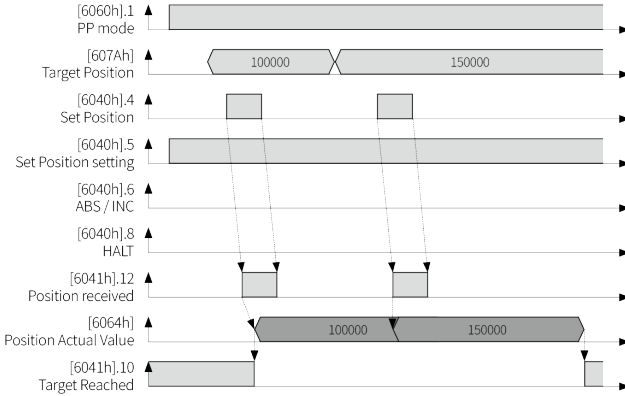 [6060h].1
PP mode
[607Ah]
Target Position
100000
150000
[6040h].4
Set Position
[6040h].5
Set Position setting
[6040h].6
ABS / INC
[6040h].8
HALT
[6041h].12
Position received
[6064h]
Position Actual Value
100000
150000
[6041h].10
Target Reached